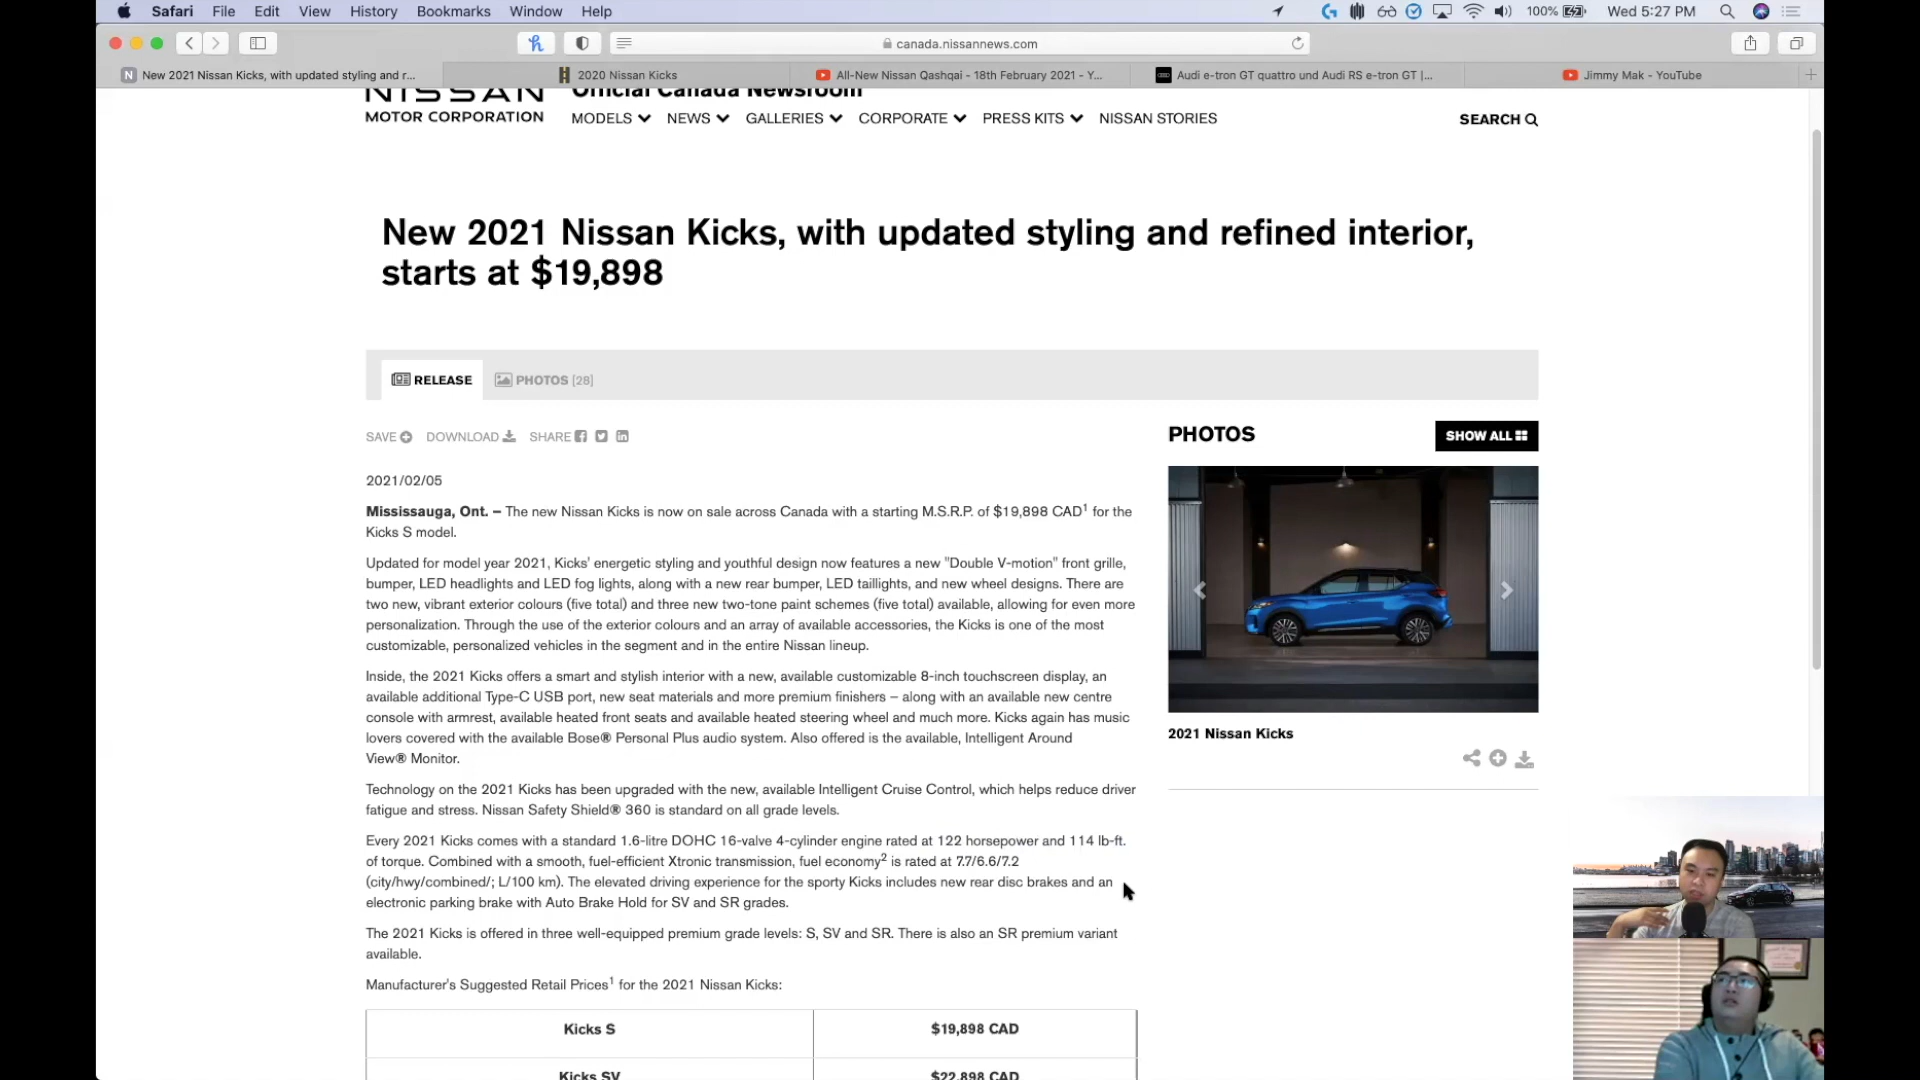 Safari File Edit View History Bookmarks Window Help 100% Wed 5:27 PM
canada.nissannews.com
New 2021 Nissan Kicks, with updated styling and r... 2020 Nissan Kicks All-New Nissan Qashqai - 18th February 2021 - Y... Audi e-tron GT quattro und Audi RS e-tron GT |... Jimmy Mak - YouTube
NISSAN Official Canada Newsroom
MOTOR CORPORATION MODELS NEWS GALLERIES CORPORATE PRESS KITS NISSAN STORIES SEARCH
New 2021 Nissan Kicks, with updated styling and refined interior,
starts at $19,898
RELEASE PHOTOS [28]
SAVE DOWNLOAD SHARE
2021/02/05
Mississauga, Ont. – The new Nissan Kicks is now on sale across Canada with a starting M.S.R.P. of $19,898 CAD1 for the
Kicks S model.
Updated for model year 2021, Kicks' energetic styling and youthful design now features a new "Double V-motion" front grille,
bumper, LED headlights and LED fog lights, along with a new rear bumper, LED taillights, and new wheel designs. There are
two new, vibrant exterior colours (five total) and three new two-tone paint schemes (five total) available, allowing for even more
personalization. Through the use of the exterior colours and an array of available accessories, the Kicks is one of the most
customizable, personalized vehicles in the segment and in the entire Nissan lineup.
Inside, the 2021 Kicks offers a smart and stylish interior with a new, available customizable 8-inch touchscreen display, an
available additional Type-C USB port, new seat materials and more premium finishers – along with an available new centre
console with armrest, available heated front seats and available heated steering wheel and much more. Kicks again has music
lovers covered with the available Bose® Personal Plus audio system. Also offered is the available, Intelligent Around
View® Monitor.
Technology on the 2021 Kicks has been upgraded with the new, available Intelligent Cruise Control, which helps reduce driver
fatigue and stress. Nissan Safety Shield® 360 is standard on all grade levels.
Every 2021 Kicks comes with a standard 1.6-litre DOHC 16-valve 4-cylinder engine rated at 122 horsepower and 114 lb-ft.
of torque. Combined with a smooth, fuel-efficient Xtronic transmission, fuel economy2 is rated at 7.7/6.6/7.2
(city/hwy/combined/; L/100 km). The elevated driving experience for the sporty Kicks includes new rear disc brakes and an
electronic parking brake with Auto Brake Hold for SV and SR grades.
The 2021 Kicks is offered in three well-equipped premium grade levels: S, SV and SR. There is also an SR premium variant
available.
Manufacturer's Suggested Retail Prices1 for the 2021 Nissan Kicks:
Kicks S $19,898 CAD
Kicks SV $22,898 CAD
PHOTOS SHOW ALL
2021 Nissan Kicks